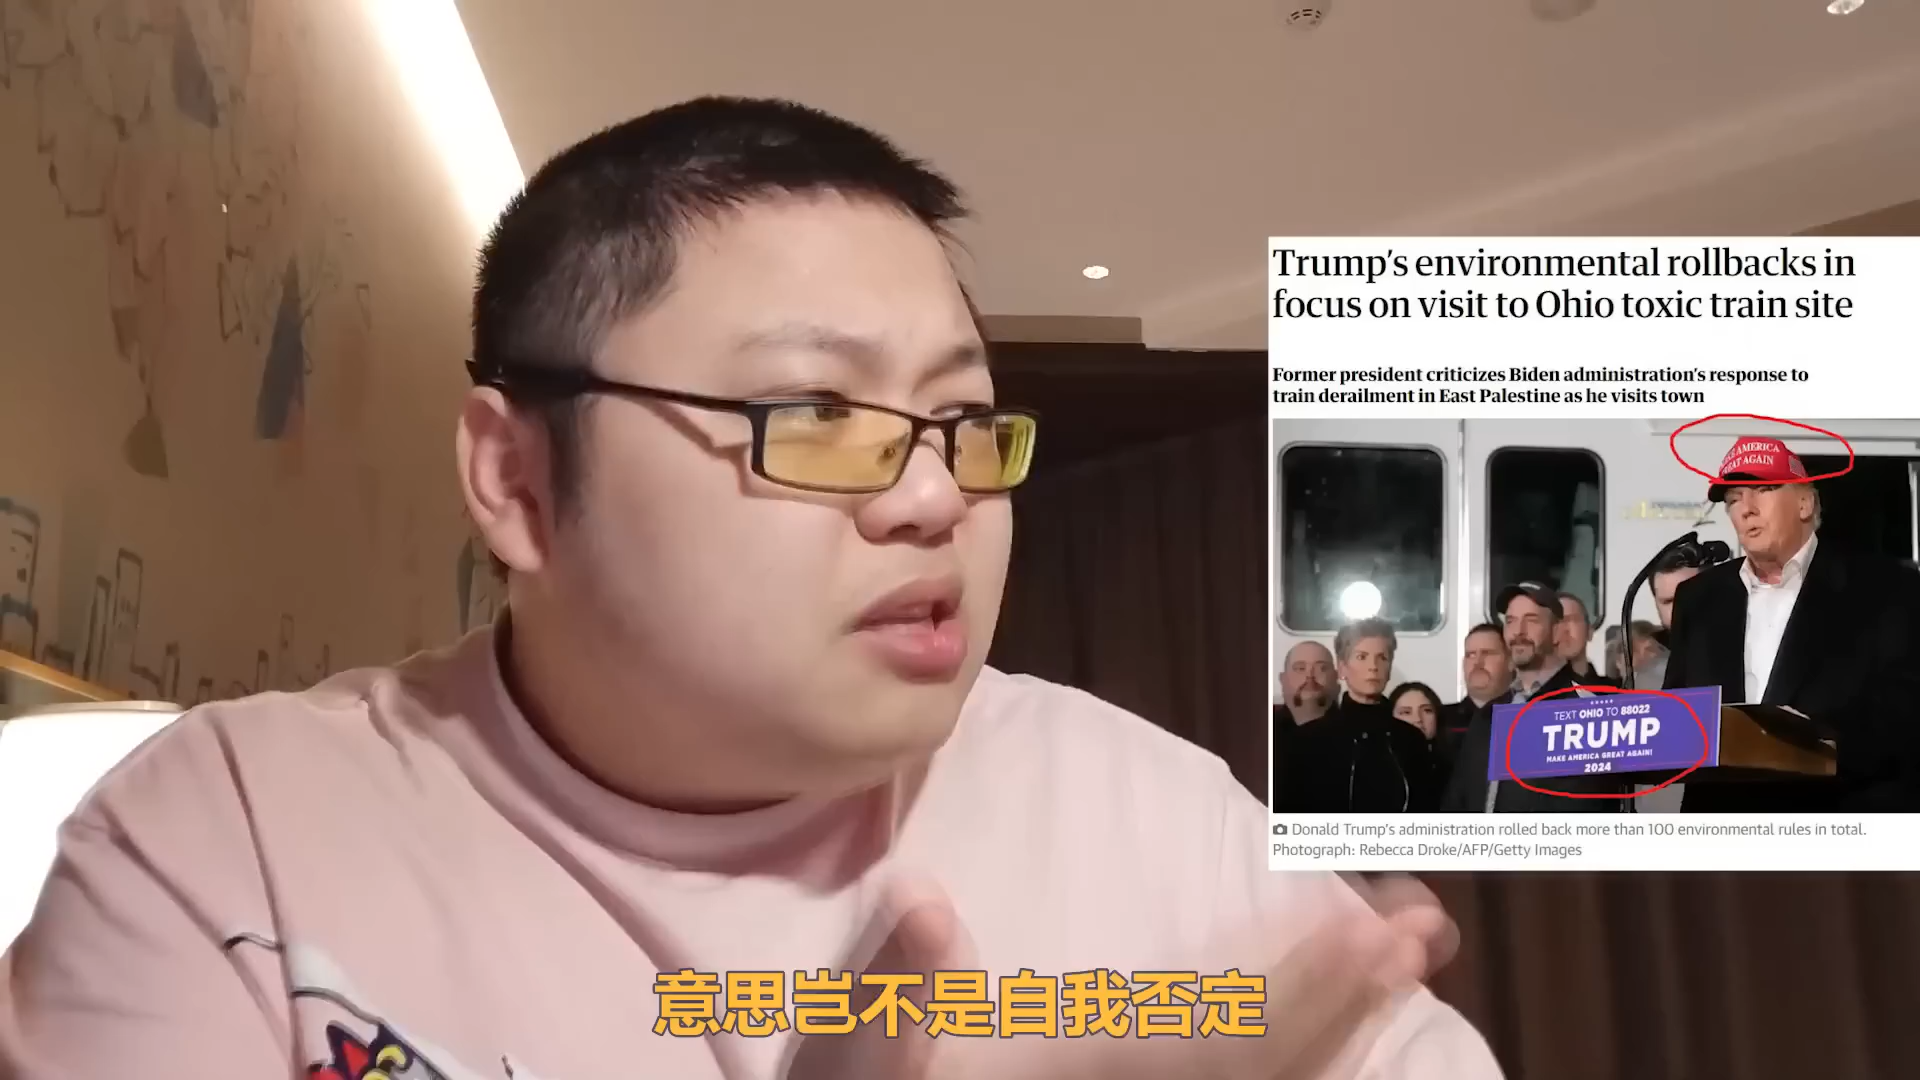 Trump's environmental rollbacks in
focus on visit to Ohio toxic train site
Former president criticizes Biden administration's response to
train derailment in East Palestine as he visits town
AMERICA
GREAT AGAIN
TEXT OHIO TO 88022
TRUMP
MAKE AMERICA GREAT AGAIN!
2024
Donald Trump's administration rolled back more than 100 environmental rules in total.
Photograph: Rebecca Droke/AFP/Getty Images
意思岂不是自我否定